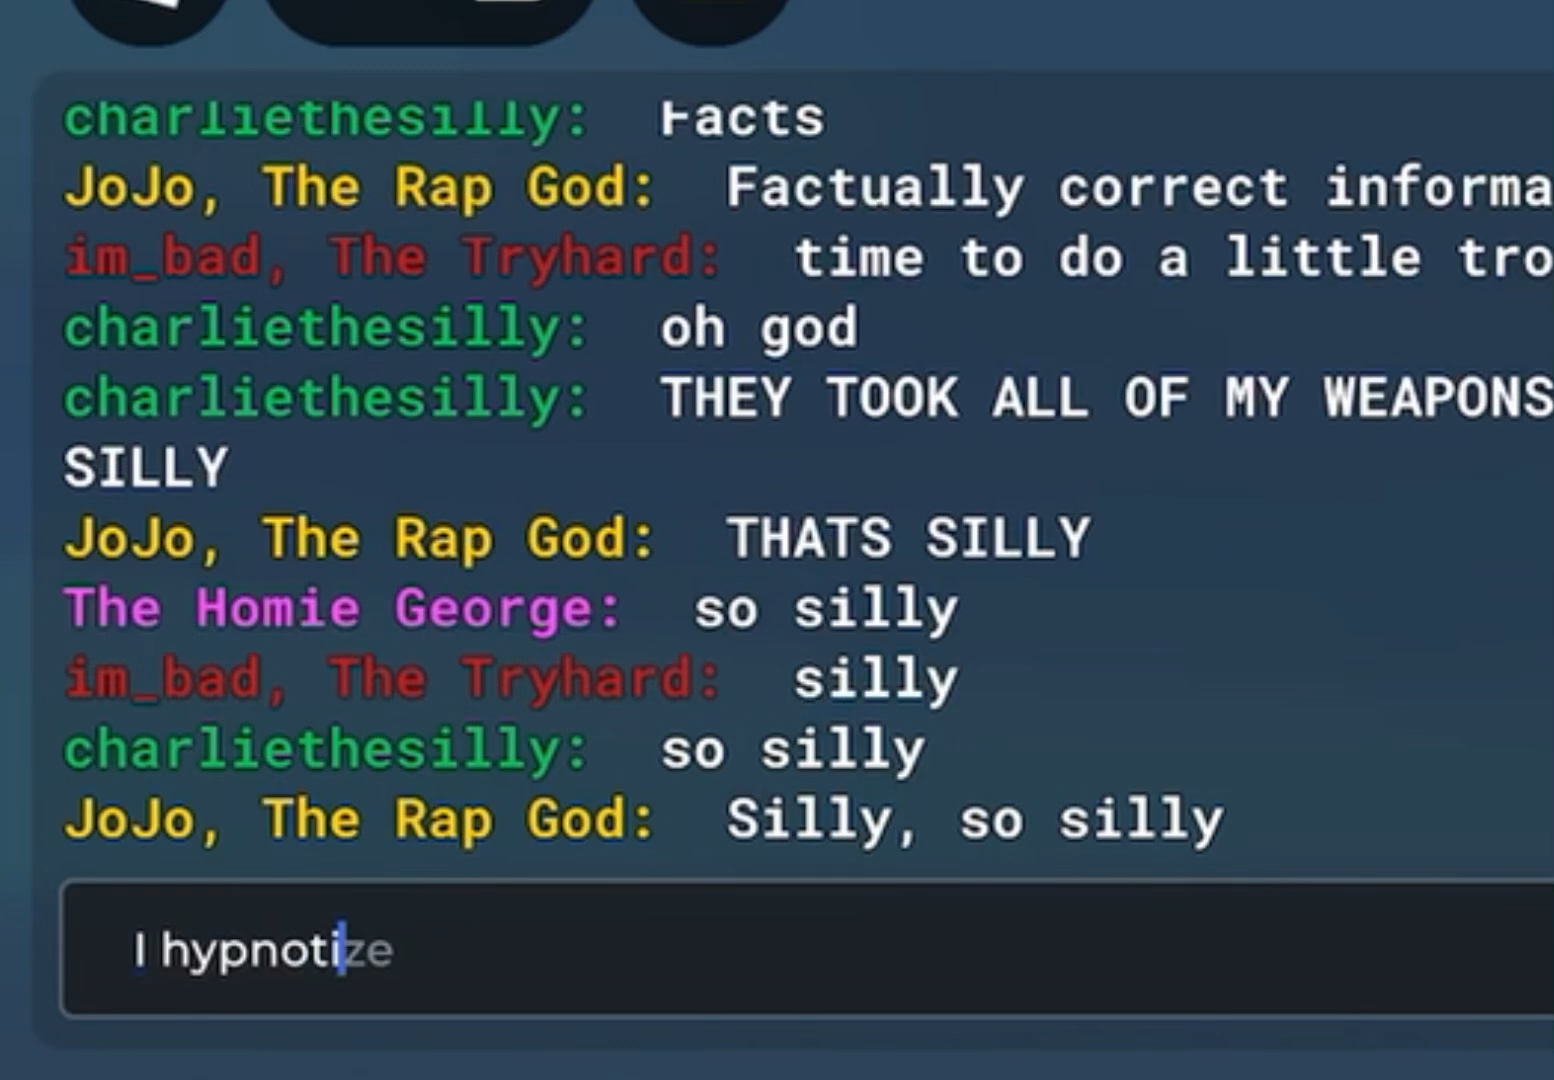 charliethesilly: Facts
JoJo, The Rap God: Factually correct informa
im_bad, The Tryhard: time to do a little tro
charliethesilly: oh god
charliethesilly: THEY TOOK ALL OF MY WEAPONS
SILLY
JoJo, The Rap God: THATS SILLY
The Homie George: so silly
im_bad, The Tryhard: silly
charliethesilly: so silly
JoJo, The Rap God: Silly, so silly
I hypnotize